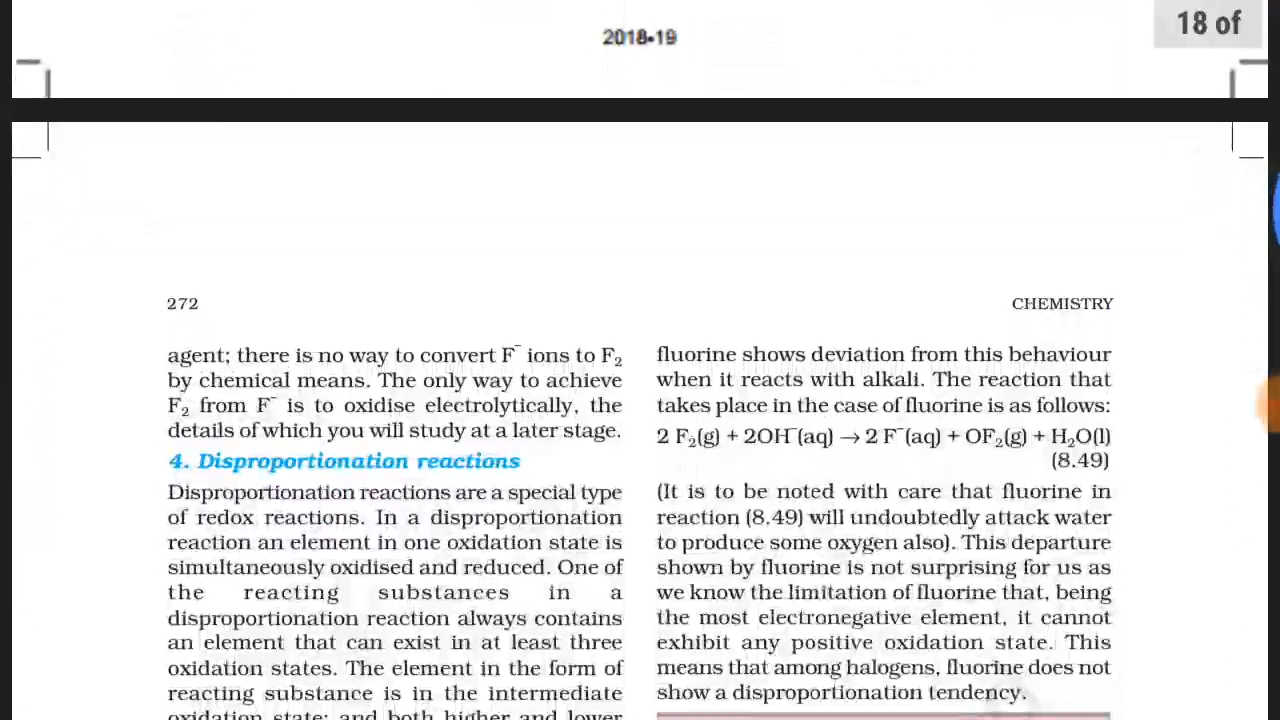 2018-19
18 of
272
CHEMISTRY
agent; there is no way to convert F⁻ ions to F₂
by chemical means. The only way to achieve
F₂ from F⁻ is to oxidise electrolytically, the
details of which you will study at a later stage.
4. Disproportionation reactions
Disproportionation reactions are a special type
of redox reactions. In a disproportionation
reaction an element in one oxidation state is
simultaneously oxidised and reduced. One of
the reacting substances in a
disproportionation reaction always contains
an element that can exist in at least three
oxidation states. The element in the form of
reacting substance is in the intermediate
oxidation state; and both higher and lower
fluorine shows deviation from this behaviour
when it reacts with alkali. The reaction that
takes place in the case of fluorine is as follows:
2 F₂(g) + 2OH⁻(aq) → 2 F⁻(aq) + OF₂(g) + H₂O(l)
(8.49)
(It is to be noted with care that fluorine in
reaction (8.49) will undoubtedly attack water
to produce some oxygen also). This departure
shown by fluorine is not surprising for us as
we know the limitation of fluorine that, being
the most electronegative element, it cannot
exhibit any positive oxidation state. This
means that among halogens, fluorine does not
show a disproportionation tendency.